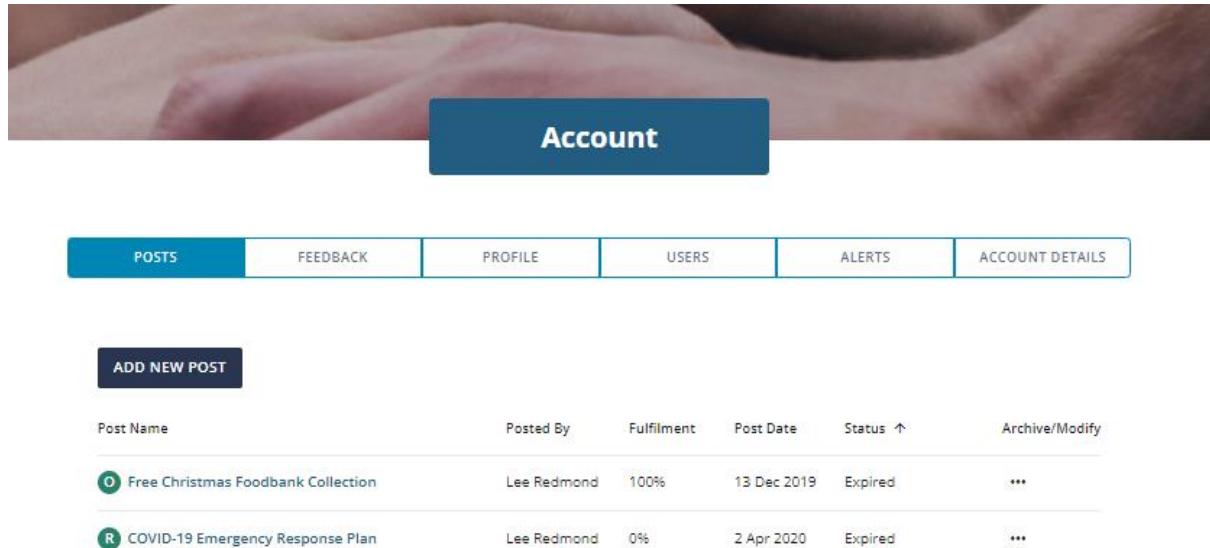 Account
POSTS FEEDBACK PROFILE USERS ALERTS ACCOUNT DETAILS
ADD NEW POST
Post Name Posted By Fulfilment Post Date Status ↑ Archive/Modify
O Free Christmas Foodbank Collection Lee Redmond 100% 13 Dec 2019 Expired •••
R COVID-19 Emergency Response Plan Lee Redmond 0% 2 Apr 2020 Expired •••